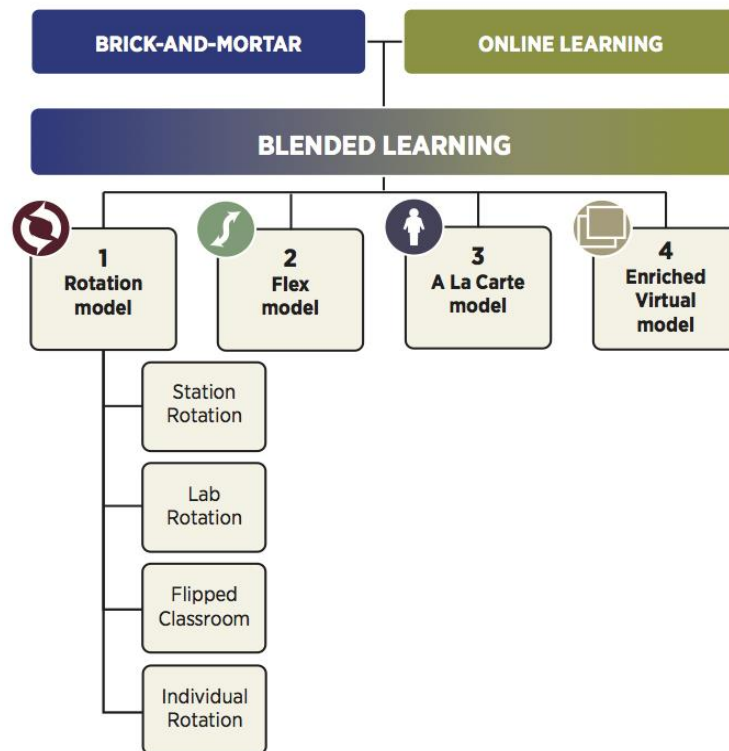 BRICK-AND-MORTAR
ONLINE LEARNING
BLENDED LEARNING
1
Rotation
model
2
Flex
model
3
A La Carte
model
4
Enriched
Virtual
model
Station
Rotation
Lab
Rotation
Flipped
Classroom
Individual
Rotation